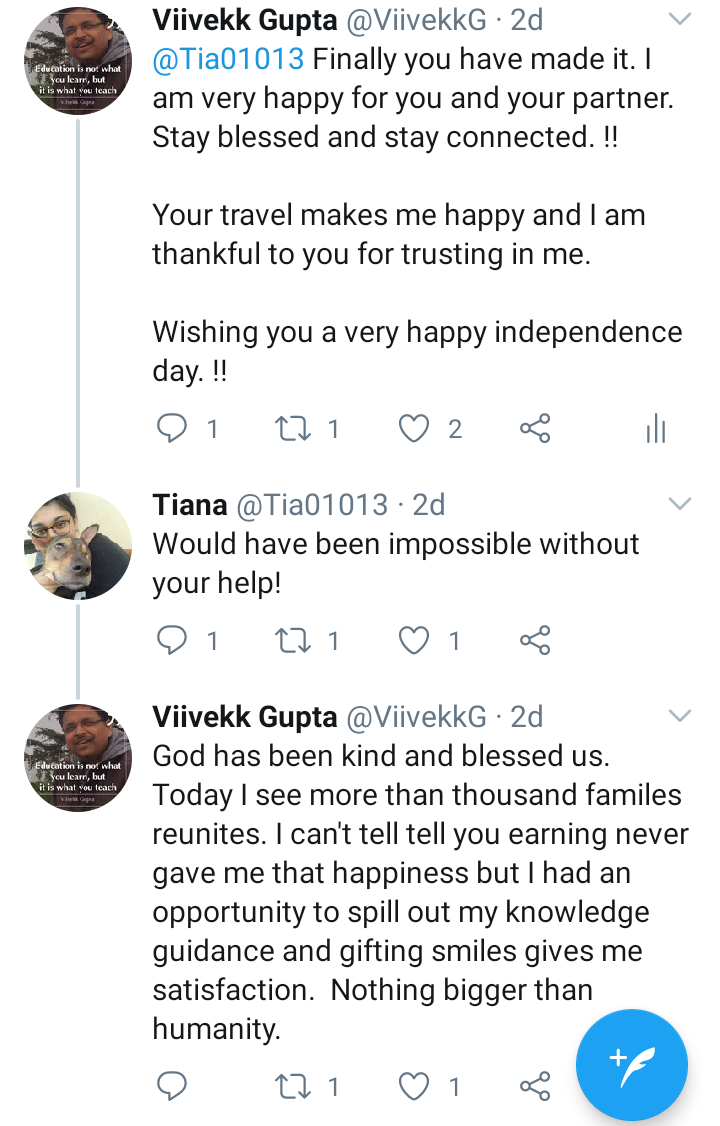 Viivekk Gupta @ViivekkG · 2d
@Tia01013 Finally you have made it. I
am very happy for you and your partner.
Stay blessed and stay connected. !!
Your travel makes me happy and I am
thankful to you for trusting in me.
Wishing you a very happy independence
day. !!
1 1 2
Education is not what
you learn, but
it is what you teach
Viivekk Gupta
Tiana @Tia01013 · 2d
Would have been impossible without
your help!
1 1 1
Viivekk Gupta @ViivekkG · 2d
God has been kind and blessed us.
Today I see more than thousand familes
reunites. I can't tell tell you earning never
gave me that happiness but I had an
opportunity to spill out my knowledge
guidance and gifting smiles gives me
satisfaction.  Nothing bigger than
humanity.
1 1
Education is not what
you learn, but
it is what you teach
Viivekk Gupta